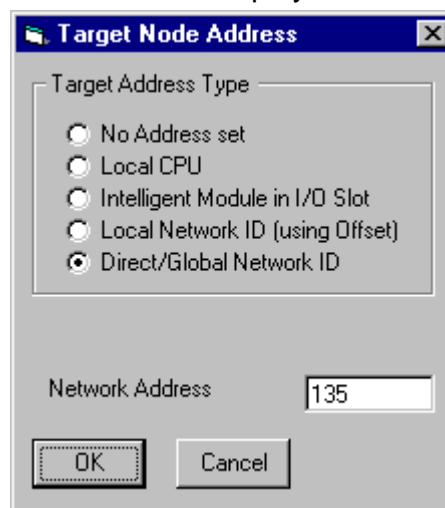 Target Node Address
Target Address Type
No Address set
Local CPU
Intelligent Module in I/O Slot
Local Network ID (using Offset)
Direct/Global Network ID
Network Address 135
OK Cancel